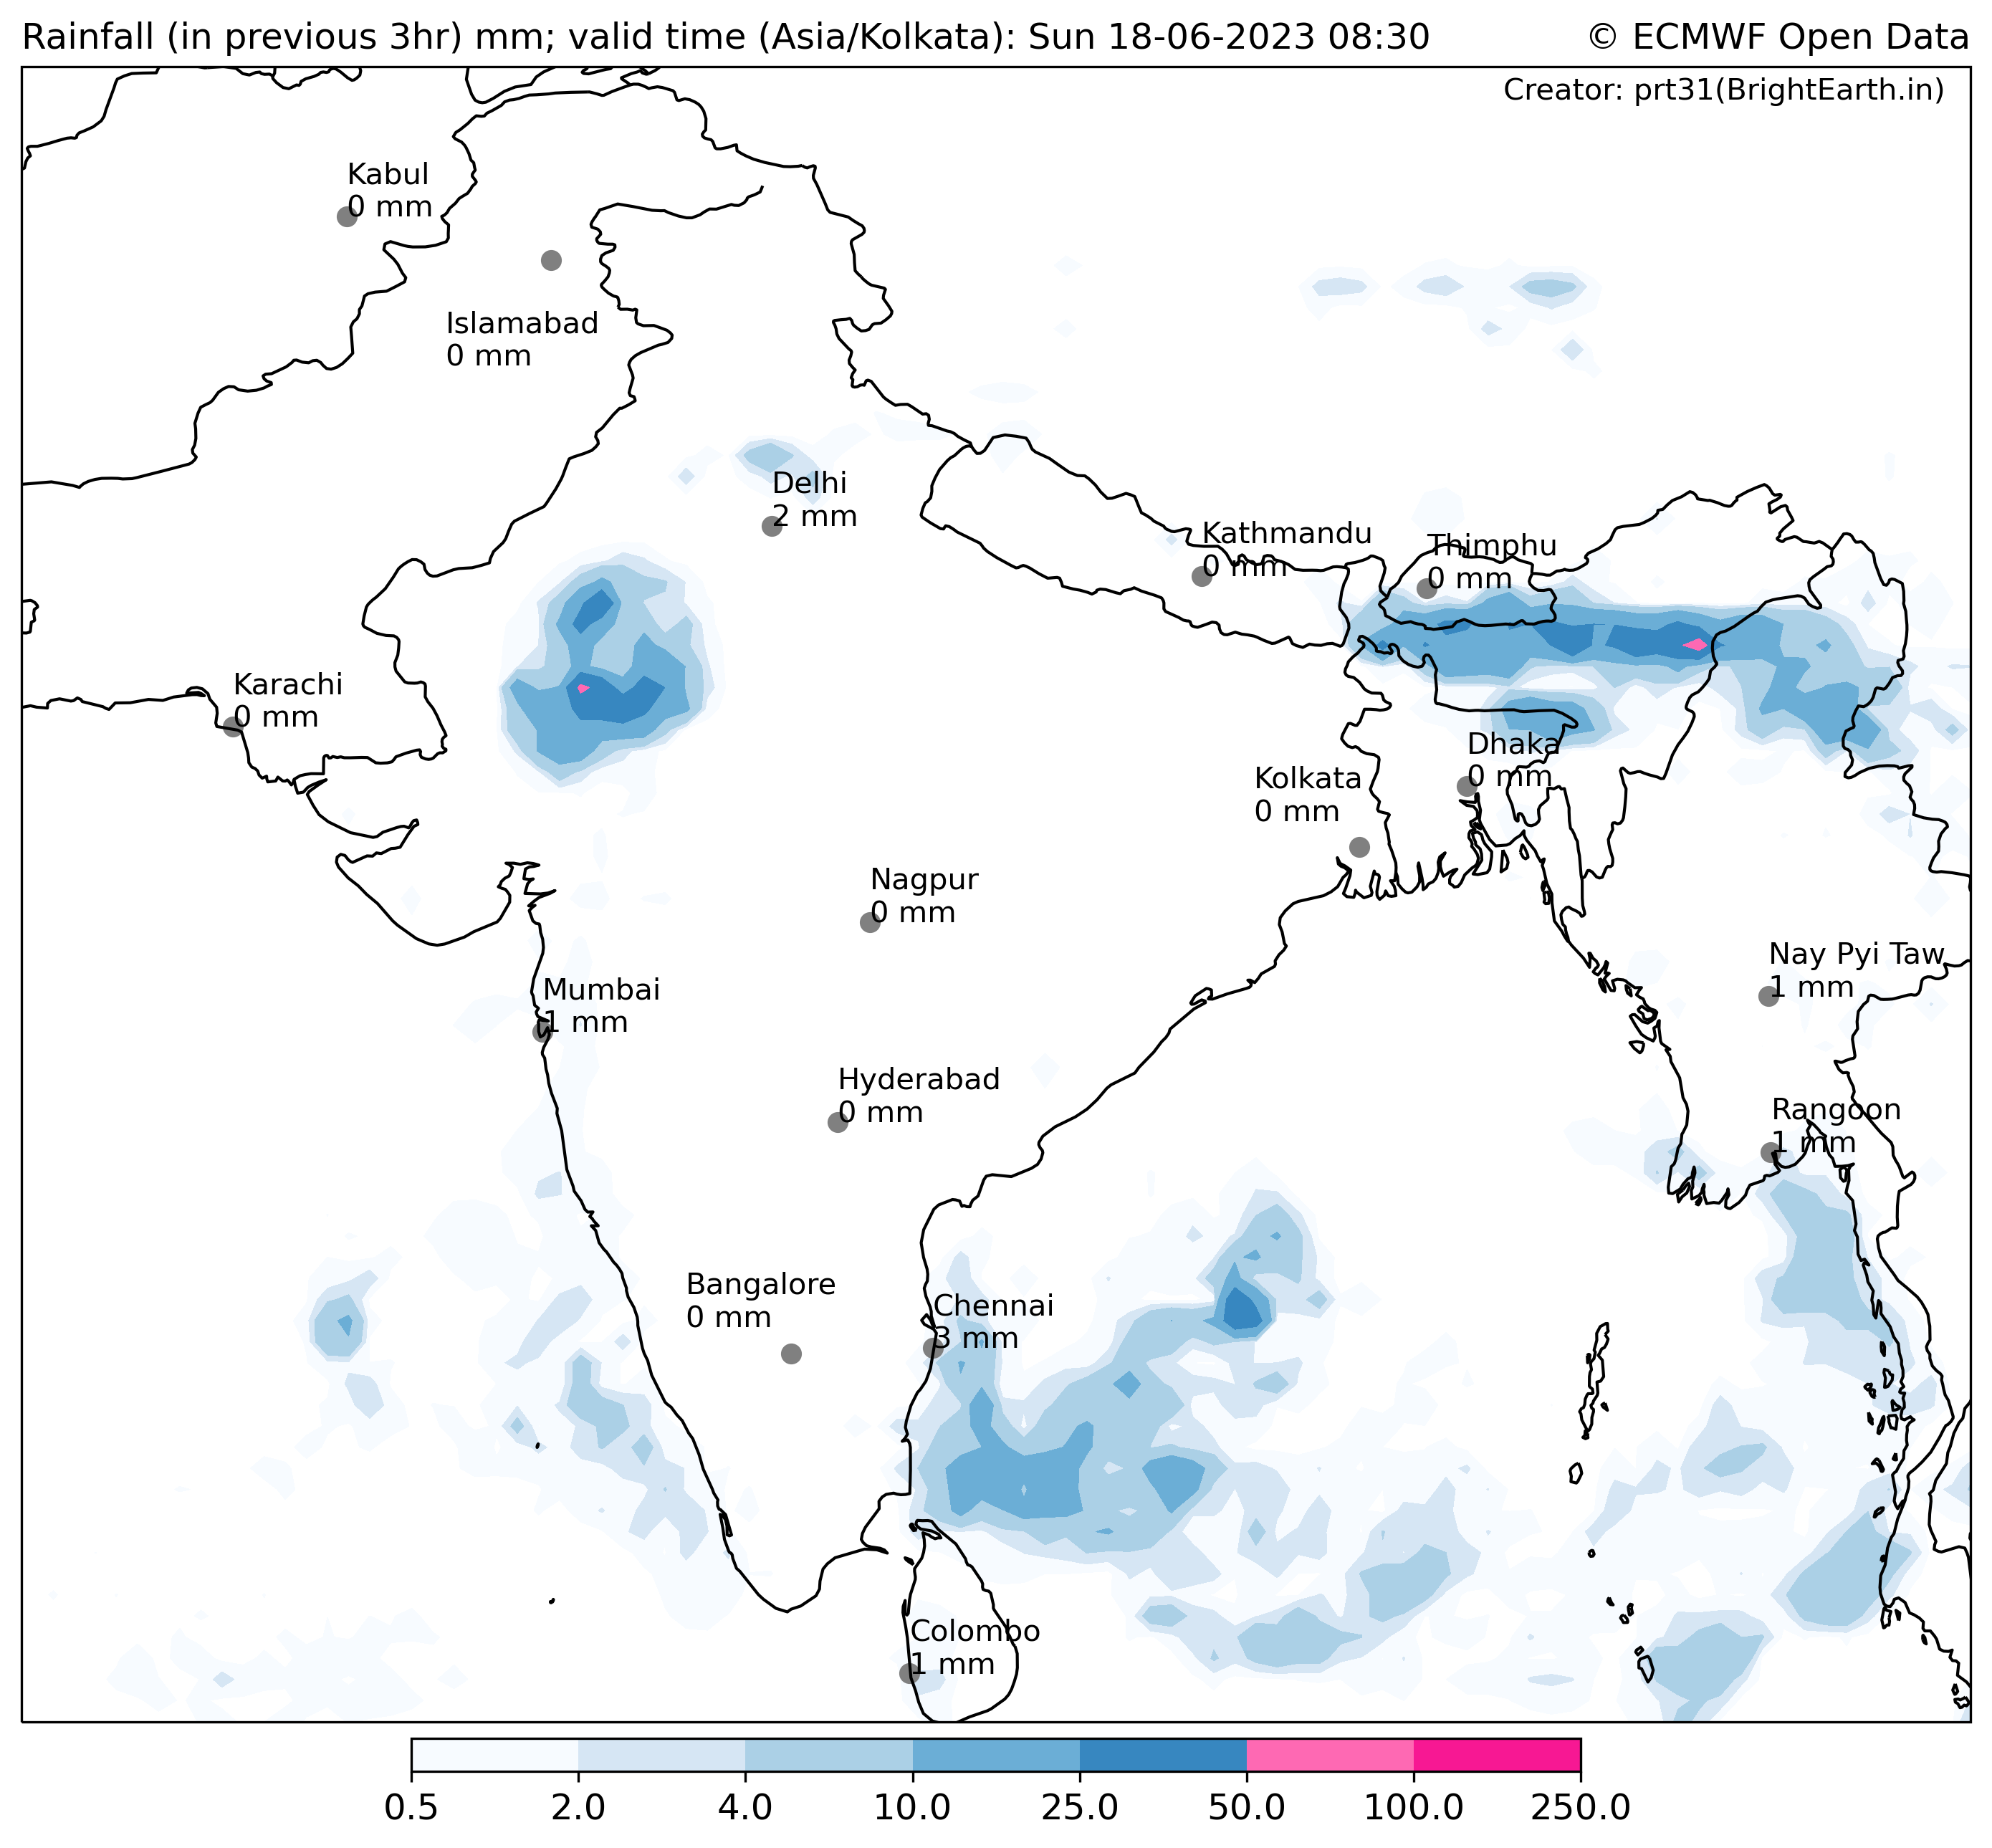 Rainfall (in previous 3hr) mm; valid time (Asia/Kolkata): Sun 18-06-2023 08:30
© ECMWF Open Data
Creator: prt31(BrightEarth.in)
Kabul
0 mm
Islamabad
0 mm
Delhi
2 mm
Kathmandu
0 mm
Thimphu
0 mm
Karachi
0 mm
Dhaka
0 mm
Kolkata
0 mm
Nagpur
0 mm
Nay Pyi Taw
1 mm
Mumbai
1 mm
Hyderabad
0 mm
Rangoon
1 mm
Bangalore
0 mm
Chennai
3 mm
Colombo
1 mm
0.5 2.0 4.0 10.0 25.0 50.0 100.0 250.0